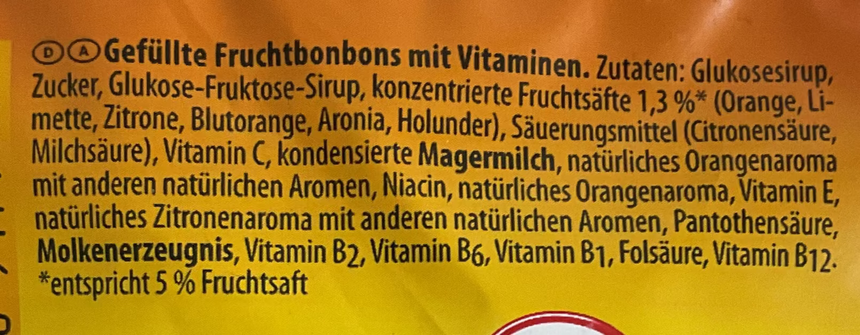 D A Gefüllte Fruchtbonbons mit Vitaminen. Zutaten: Glukosesirup,
Zucker, Glukose-Fruktose-Sirup, konzentrierte Fruchtsäfte 1,3 %* (Orange, Li-
mette, Zitrone, Blutorange, Aronia, Holunder), Säuerungsmittel (Citronensäure,
Milchsäure), Vitamin C, kondensierte Magermilch, natürliches Orangenaroma
mit anderen natürlichen Aromen, Niacin, natürliches Orangenaroma, Vitamin E,
natürliches Zitronenaroma mit anderen natürlichen Aromen, Pantothensäure,
Molkenerzeugnis, Vitamin B2, Vitamin B6, Vitamin B1, Folsäure, Vitamin B12.
*entspricht 5 % Fruchtsaft